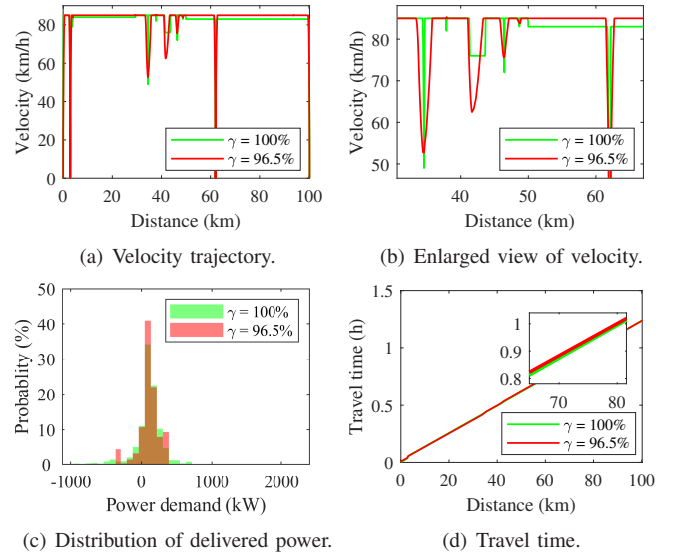 80
60
40
20
0
Velocity (km/h)
γ = 100%
γ = 96.5%
0 20 40 60 80 100
Distance (km)
(a) Velocity trajectory.
80
70
60
50
Velocity (km/h)
γ = 100%
γ = 96.5%
40 50 60
Distance (km)
(b) Enlarged view of velocity.
50
40
30
20
10
0
Probablity (%)
γ = 100%
γ = 96.5%
-1000 0 1000 2000
Power demand (kW)
(c) Distribution of delivered power.
1.5
1
0.5
0
Travel time (h)
1
0.9
0.8
70 80
γ = 100%
γ = 96.5%
0 20 40 60 80 100
Distance (km)
(d) Travel time.